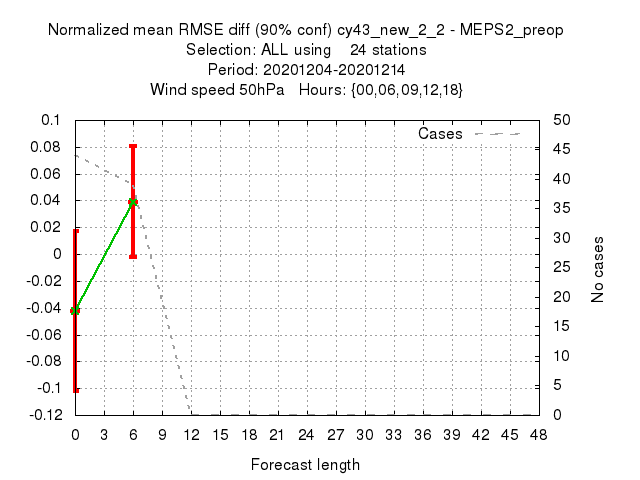 Normalized mean RMSE diff (90% conf) cy43_new_2_2 - MEPS2_preop
Selection: ALL using    24 stations
Period: 20201204-20201214
Wind speed 50hPa   Hours: {00,06,09,12,18}
0.1
0.08
0.06
0.04
0.02
0
-0.02
-0.04
-0.06
-0.08
-0.1
-0.12
Cases
50
45
40
35
30
25
20
15
10
5
0
No cases
0 3 6 9 12 15 18 21 24 27 30 33 36 39 42 45 48
Forecast length